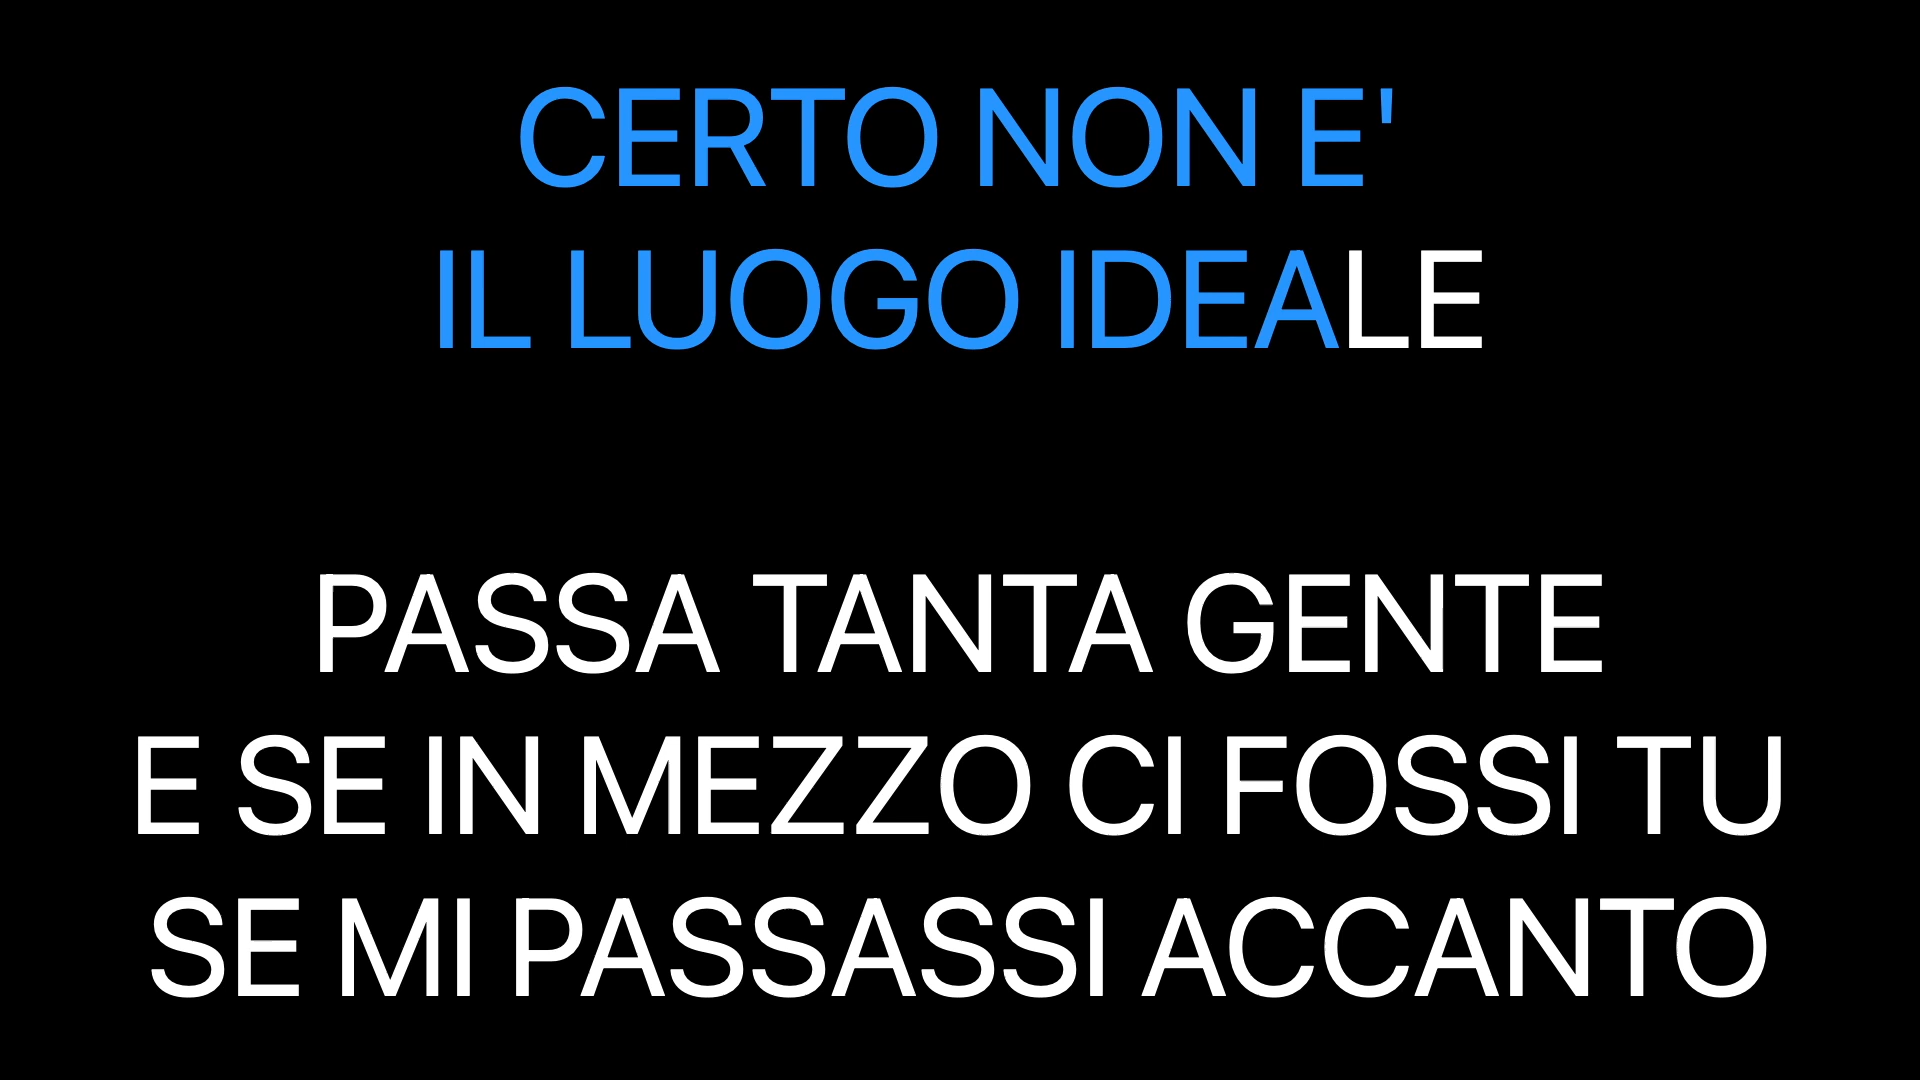 CERTO NON E'
IL LUOGO IDEALE
PASSA TANTA GENTE
E SE IN MEZZO CI FOSSI TU
SE MI PASSASSI ACCANTO